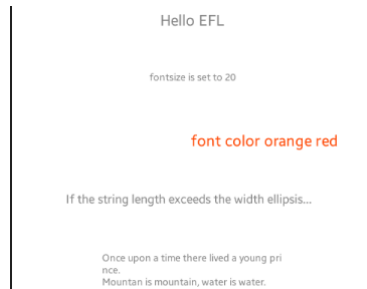 Hello EFL
fontsize is set to 20
font color orange red
If the string length exceeds the width ellipsis...
Once upon a time there lived a young pri
nce.
Mountan is mountain, water is water.